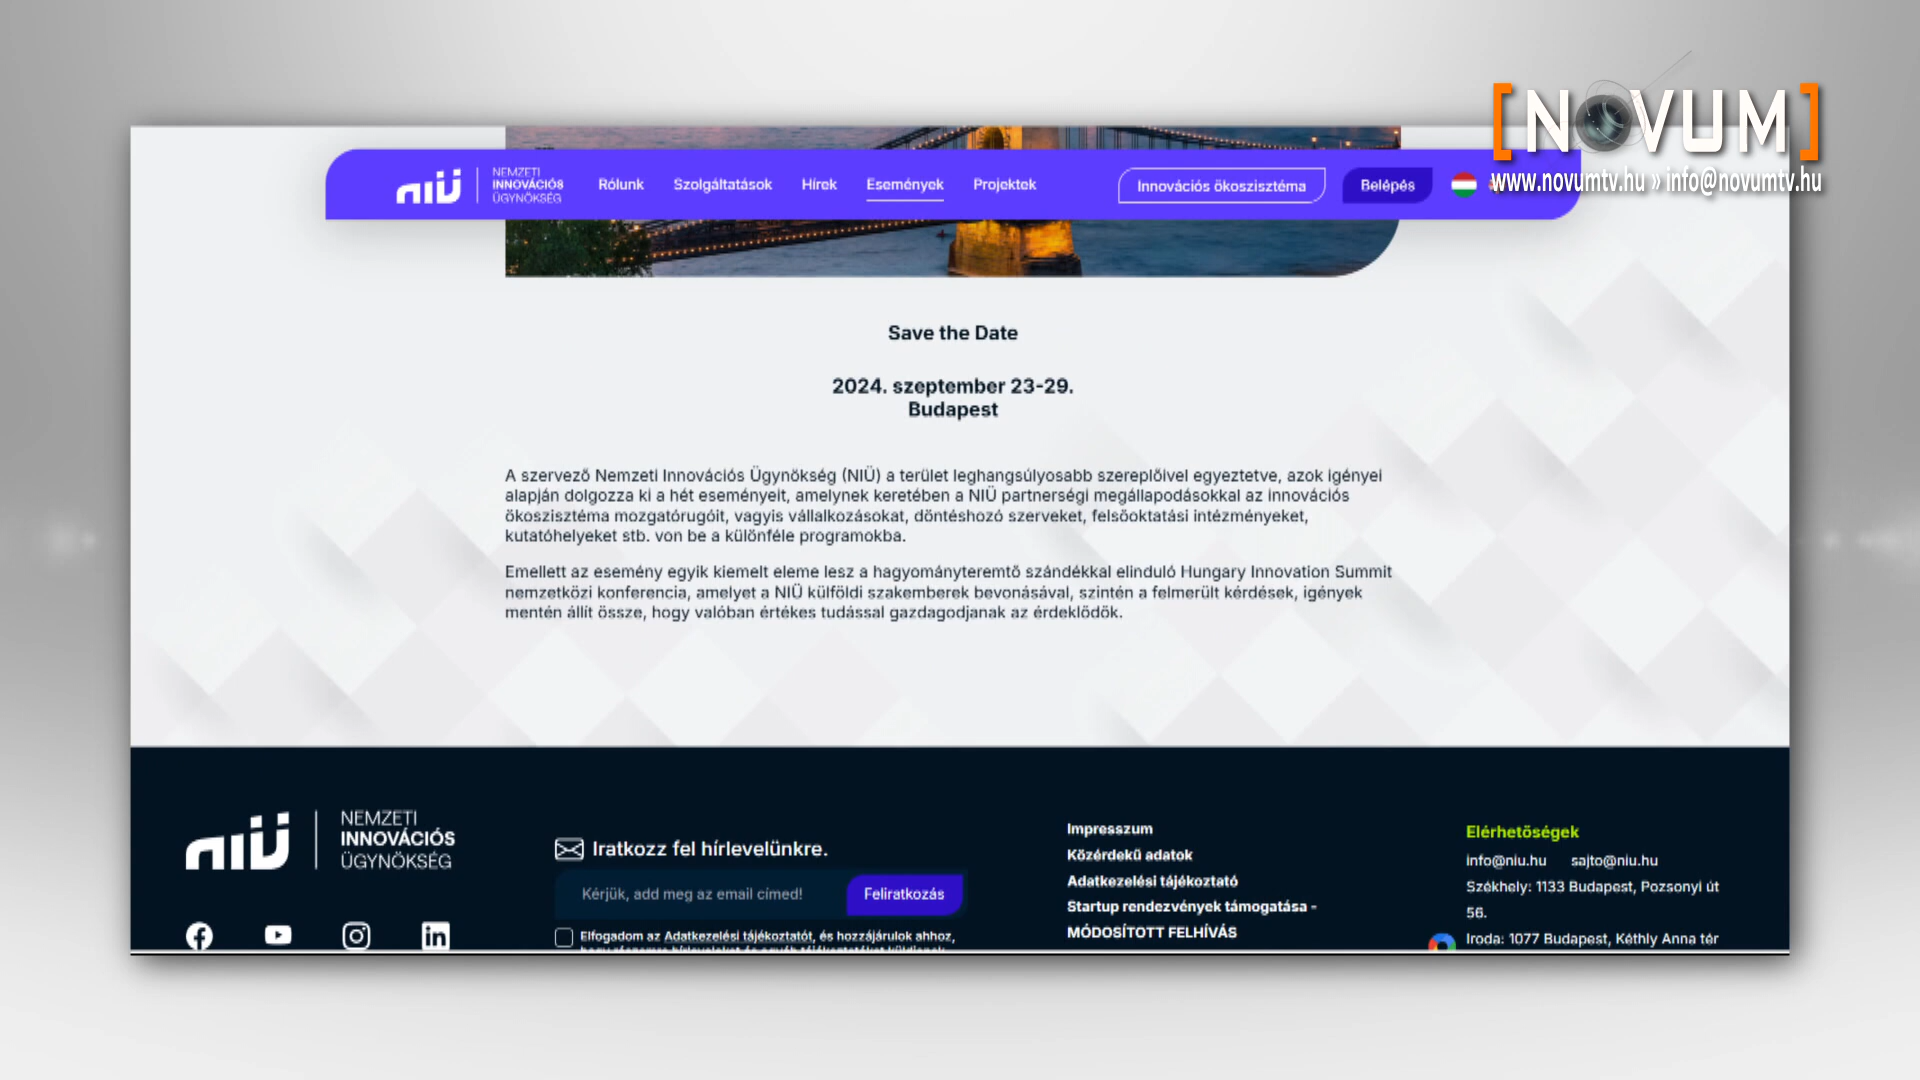 [NOVUM]
www.novumtv.hu » info@novumtv.hu
NIÜ
NEMZETI
INNOVÁCIÓS
ÜGYNÖKSÉG
Rólunk Szolgáltatások Hírek Események Projektek Innovációs ökoszisztéma Belépés
Save the Date
2024. szeptember 23-29.
Budapest
A szervező Nemzeti Innovációs Ügynökség (NIÜ) a terület leghangsúlyosabb szereplőivel egyeztetve, azok igényei
alapján dolgozza ki a hét eseményeit, amelynek keretében a NIÜ partnerségi megállapodásokkal az innovációs
ökoszisztéma mozgatórugóit, vagyis vállalkozásokat, döntéshozó szerveket, felsőoktatási intézményeket,
kutatóhelyeket stb. von be a különféle programokba.
Emellett az esemény egyik kiemelt eleme lesz a hagyományteremtő szándékkal elinduló Hungary Innovation Summit
nemzetközi konferencia, amelyet a NIÜ külföldi szakemberek bevonásával, szintén a felmerült kérdések, igények
mentén állít össze, hogy valóban értékes tudással gazdagodjanak az érdeklődők.
NIÜ
NEMZETI
INNOVÁCIÓS
ÜGYNÖKSÉG
Iratkozz fel hírlevelünkre.
Kérjük, add meg az email címed! Feliratkozás
Elfogadom az Adatkezelési tájékoztatót, és hozzájárulok ahhoz,
Impresszum
Közérdekű adatok
Adatkezelési tájékoztató
Startup rendezvények támogatása -
MÓDOSÍTOTT FELHÍVÁS
Elérhetőségek
info@niu.hu sajto@niu.hu
Székhely: 1133 Budapest, Pozsonyi út
56.
Iroda: 1077 Budapest, Kéthly Anna tér